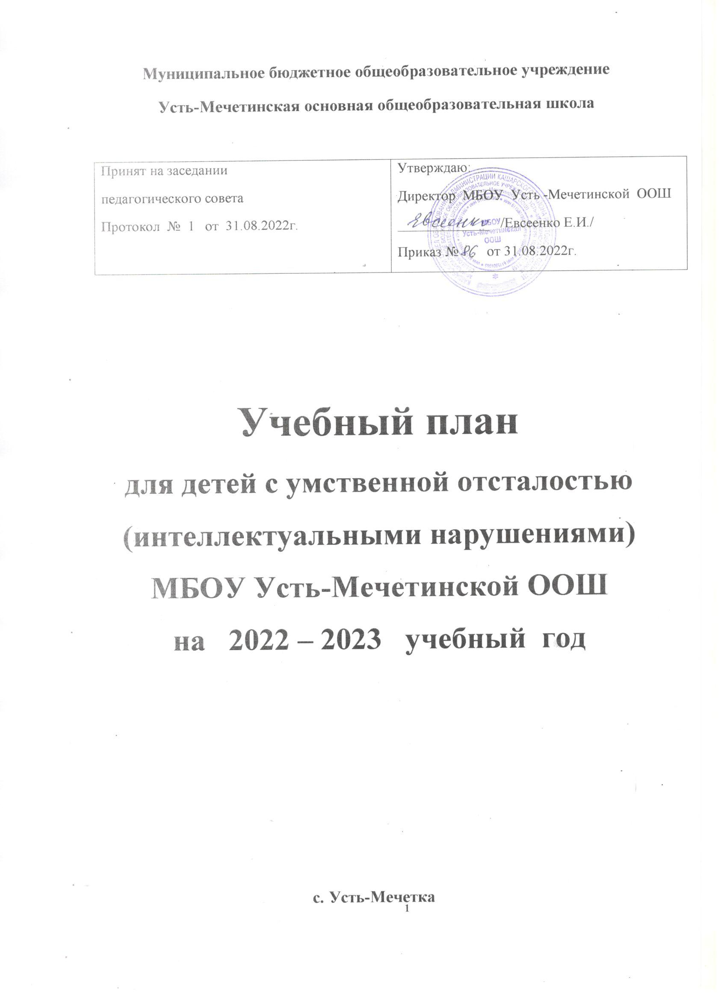 Муниципальное бюджетное общеобразовательное учреждение
Усть-Мечетинская основная общеобразовательная школа
Принят на заседании
педагогического совета
Протокол № 1 от 31.08.2022г.
Утверждаю:
Директор МБОУ Усть -Мечетинской ООШ
Евсеенко /Евсеенко Е.И./
Приказ № 86 от 31.08.2022г.
МБОУ
Усть-Мечетинская
ООШ
Учебный план
для детей с умственной отсталостью
(интеллектуальными нарушениями)
МБОУ Усть-Мечетинской ООШ
на 2022 – 2023 учебный год
с. Усть-Мечетка
1